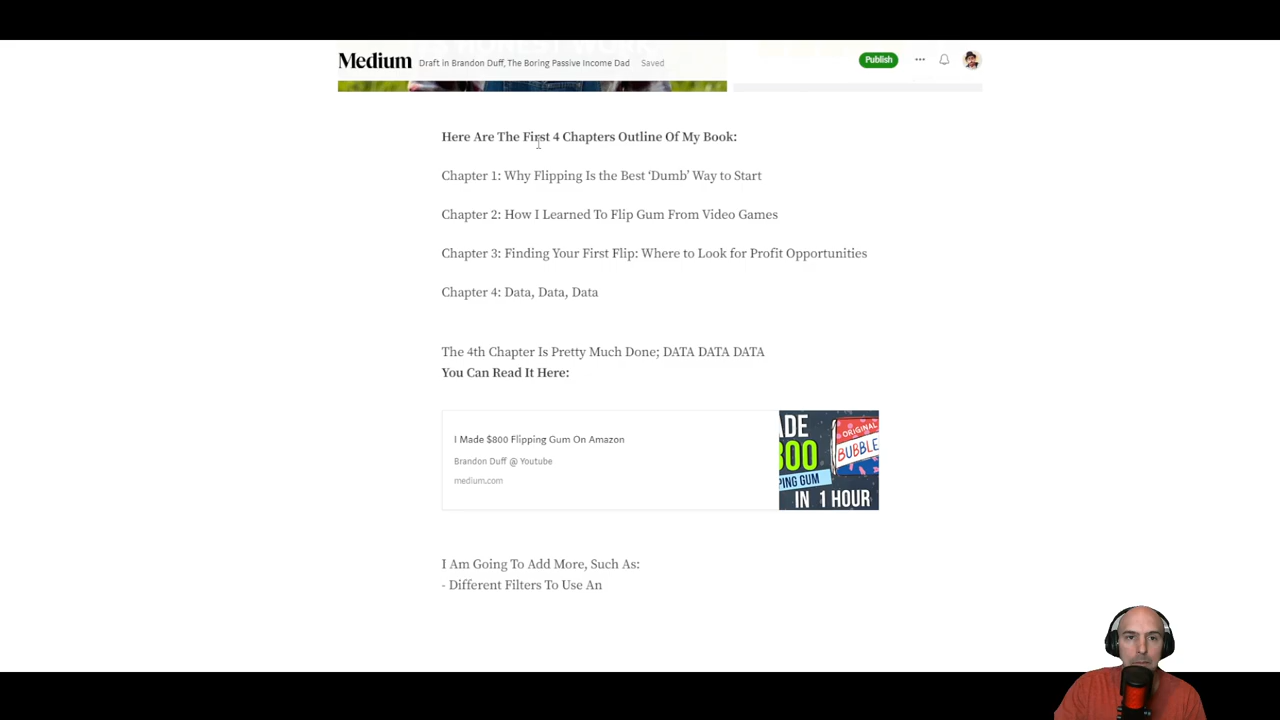 Medium Draft in Brandon Duff, The Boring Passive Income Dad Saved Publish
Here Are The First 4 Chapters Outline Of My Book:
Chapter 1: Why Flipping Is the Best ‘Dumb’ Way to Start
Chapter 2: How I Learned To Flip Gum From Video Games
Chapter 3: Finding Your First Flip: Where to Look for Profit Opportunities
Chapter 4: Data, Data, Data
The 4th Chapter Is Pretty Much Done; DATA DATA DATA
You Can Read It Here:
I Made $800 Flipping Gum On Amazon
Brandon Duff @ Youtube
medium.com
ADE
800
PING GUM
IN 1 HOUR
ORIGINAL
BUBBLE
I Am Going To Add More, Such As:
- Different Filters To Use An